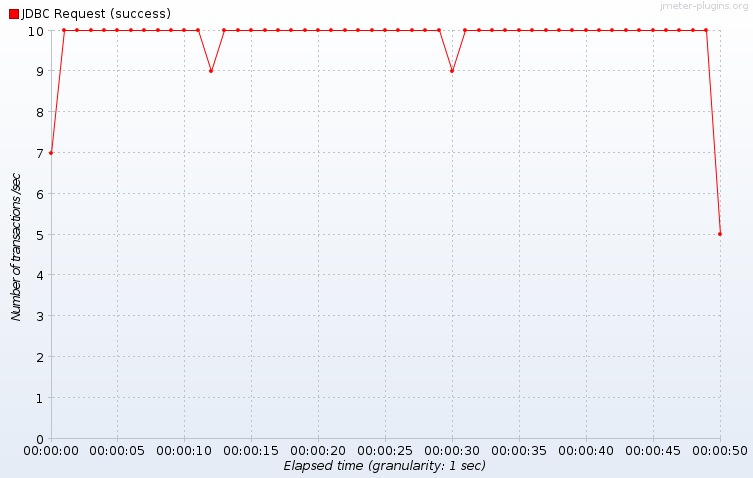 JDBC Request (success)
jmeter-plugins.org
10
9
8
7
6
5
4
3
2
1
0
Number of transactions /sec
00:00:00 00:00:05 00:00:10 00:00:15 00:00:20 00:00:25 00:00:30 00:00:35 00:00:40 00:00:45 00:00:50
Elapsed time (granularity: 1 sec)